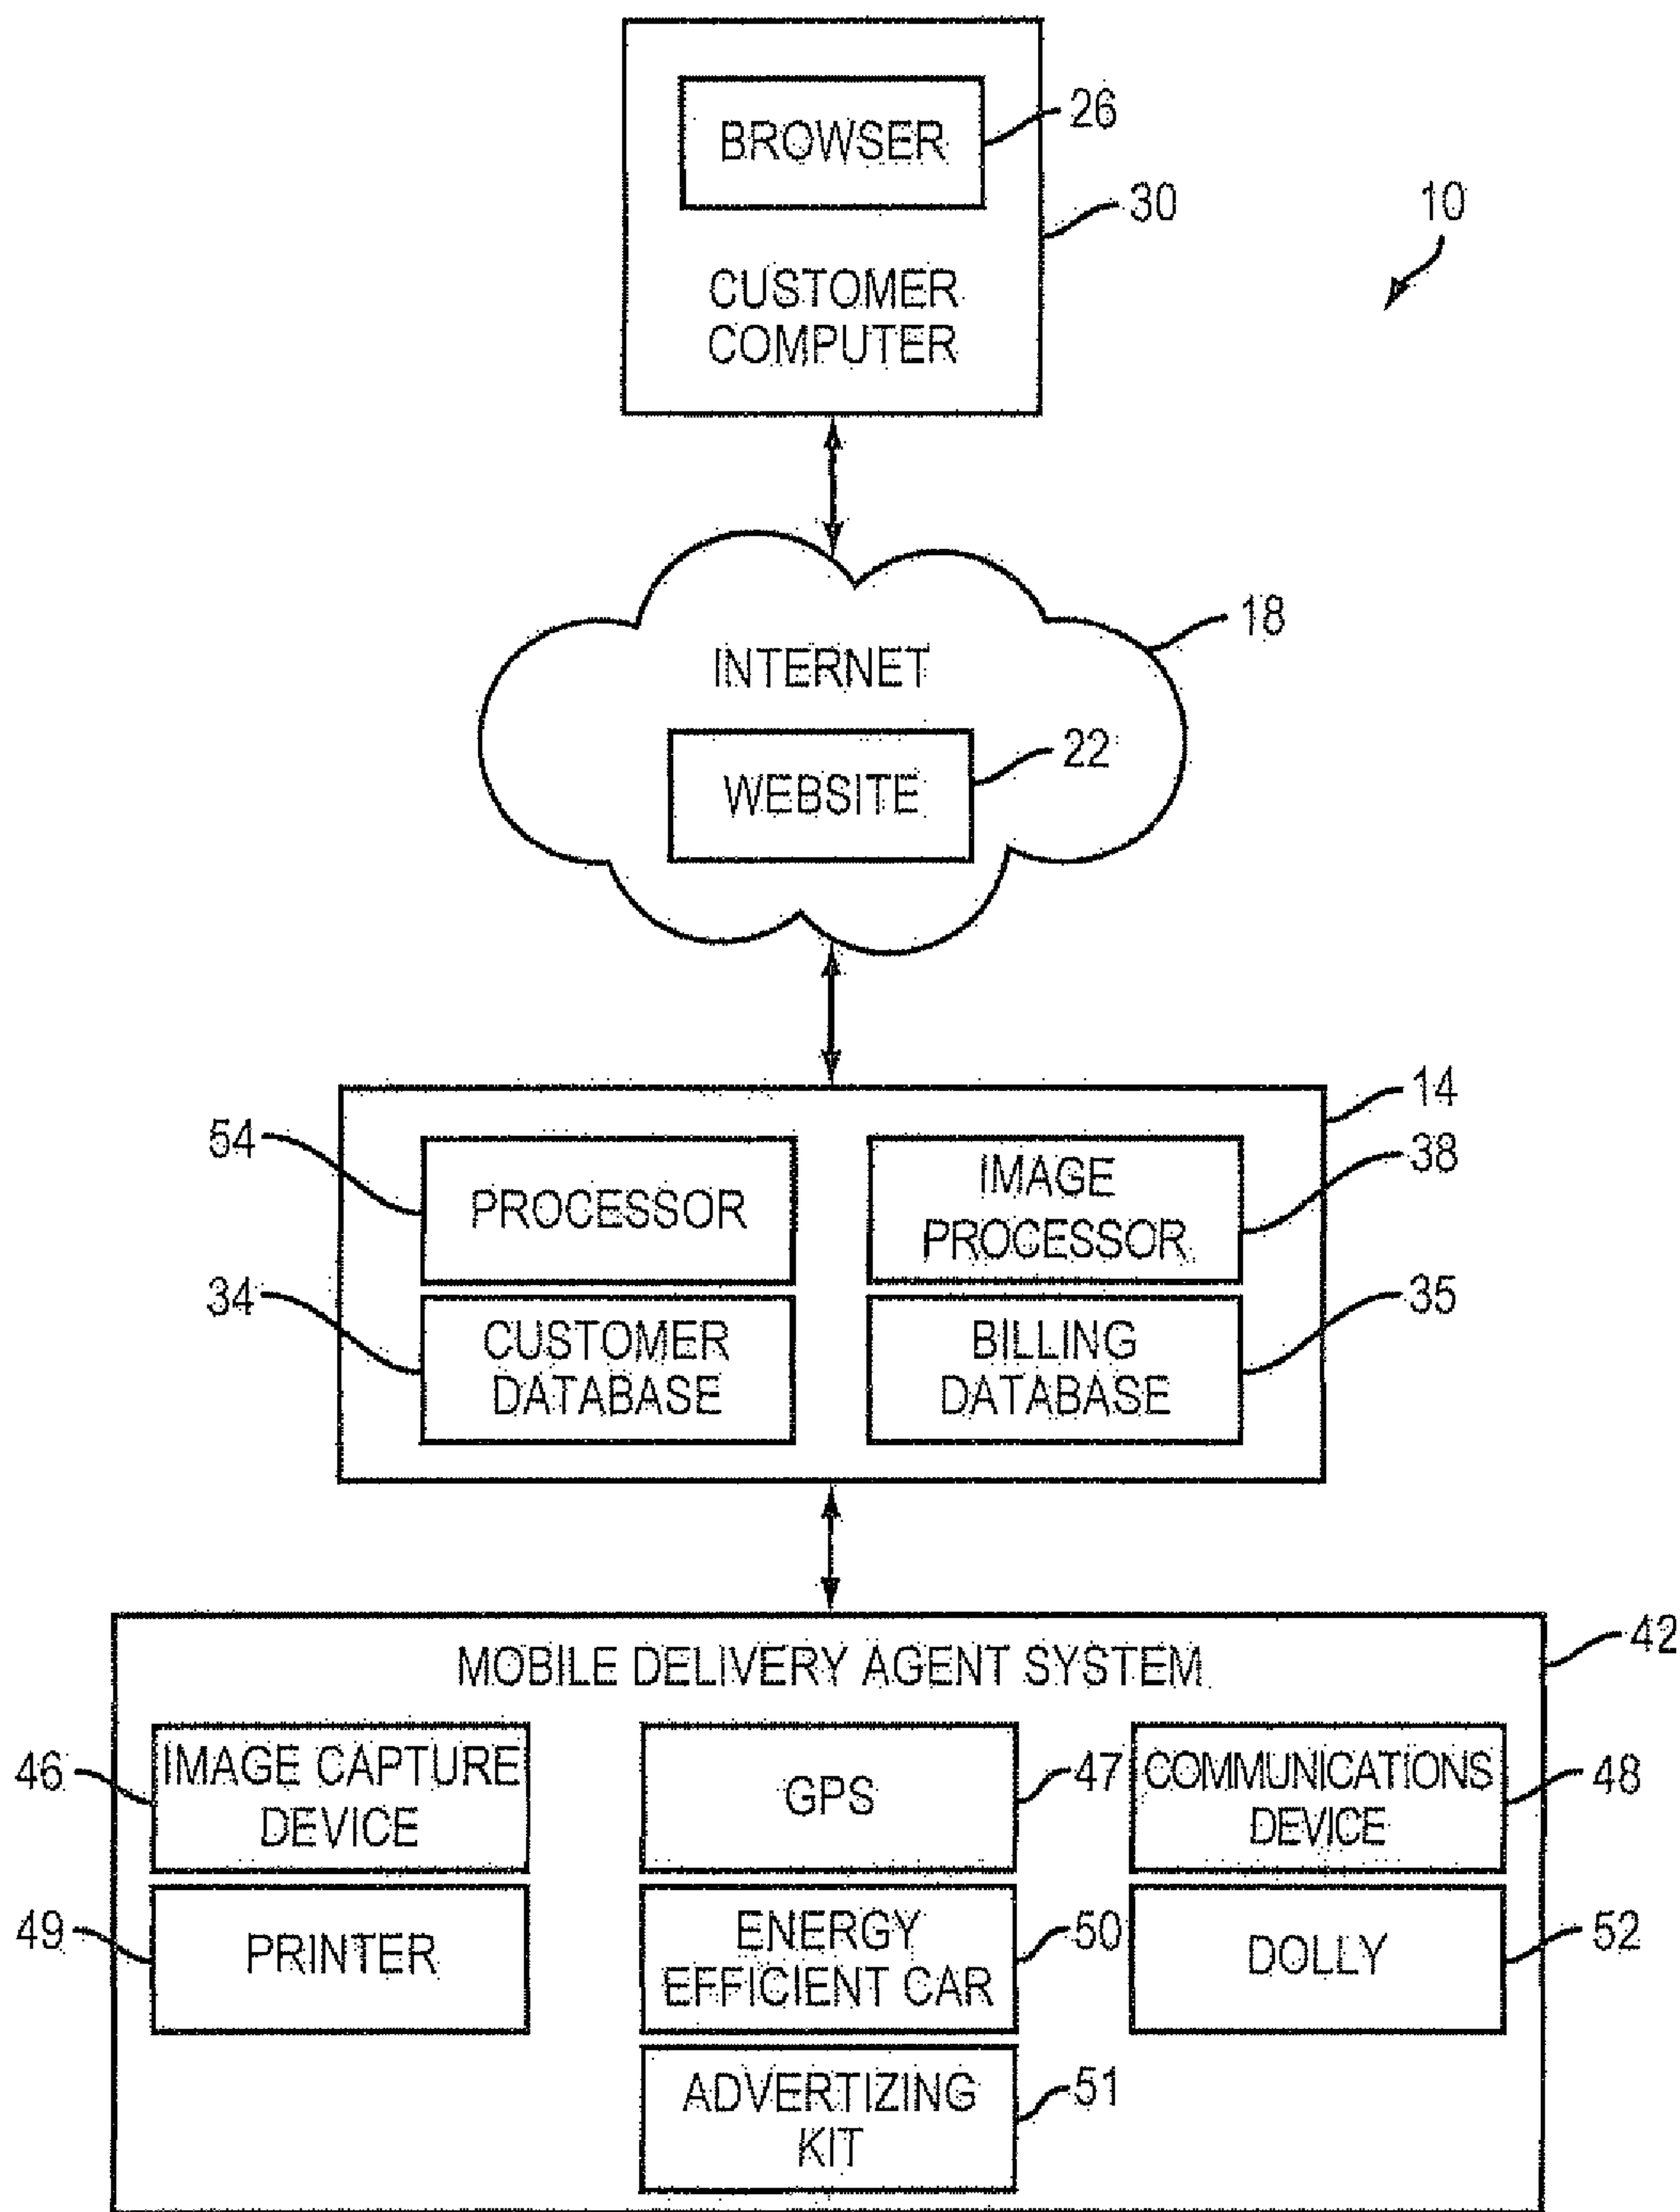 BROWSER
26
30
10
CUSTOMER
COMPUTER
INTERNET
18
WEBSITE
22
14
54
PROCESSOR
IMAGE
PROCESSOR
38
34
CUSTOMER
DATABASE
BILLING
DATABASE
35
MOBILE DELIVERY AGENT SYSTEM
42
46
IMAGE CAPTURE
DEVICE
GPS
47
COMMUNICATIONS
DEVICE
48
49
PRINTER
ENERGY
EFFICIENT CAR
50
DOLLY
52
ADVERTIZING
KIT
51